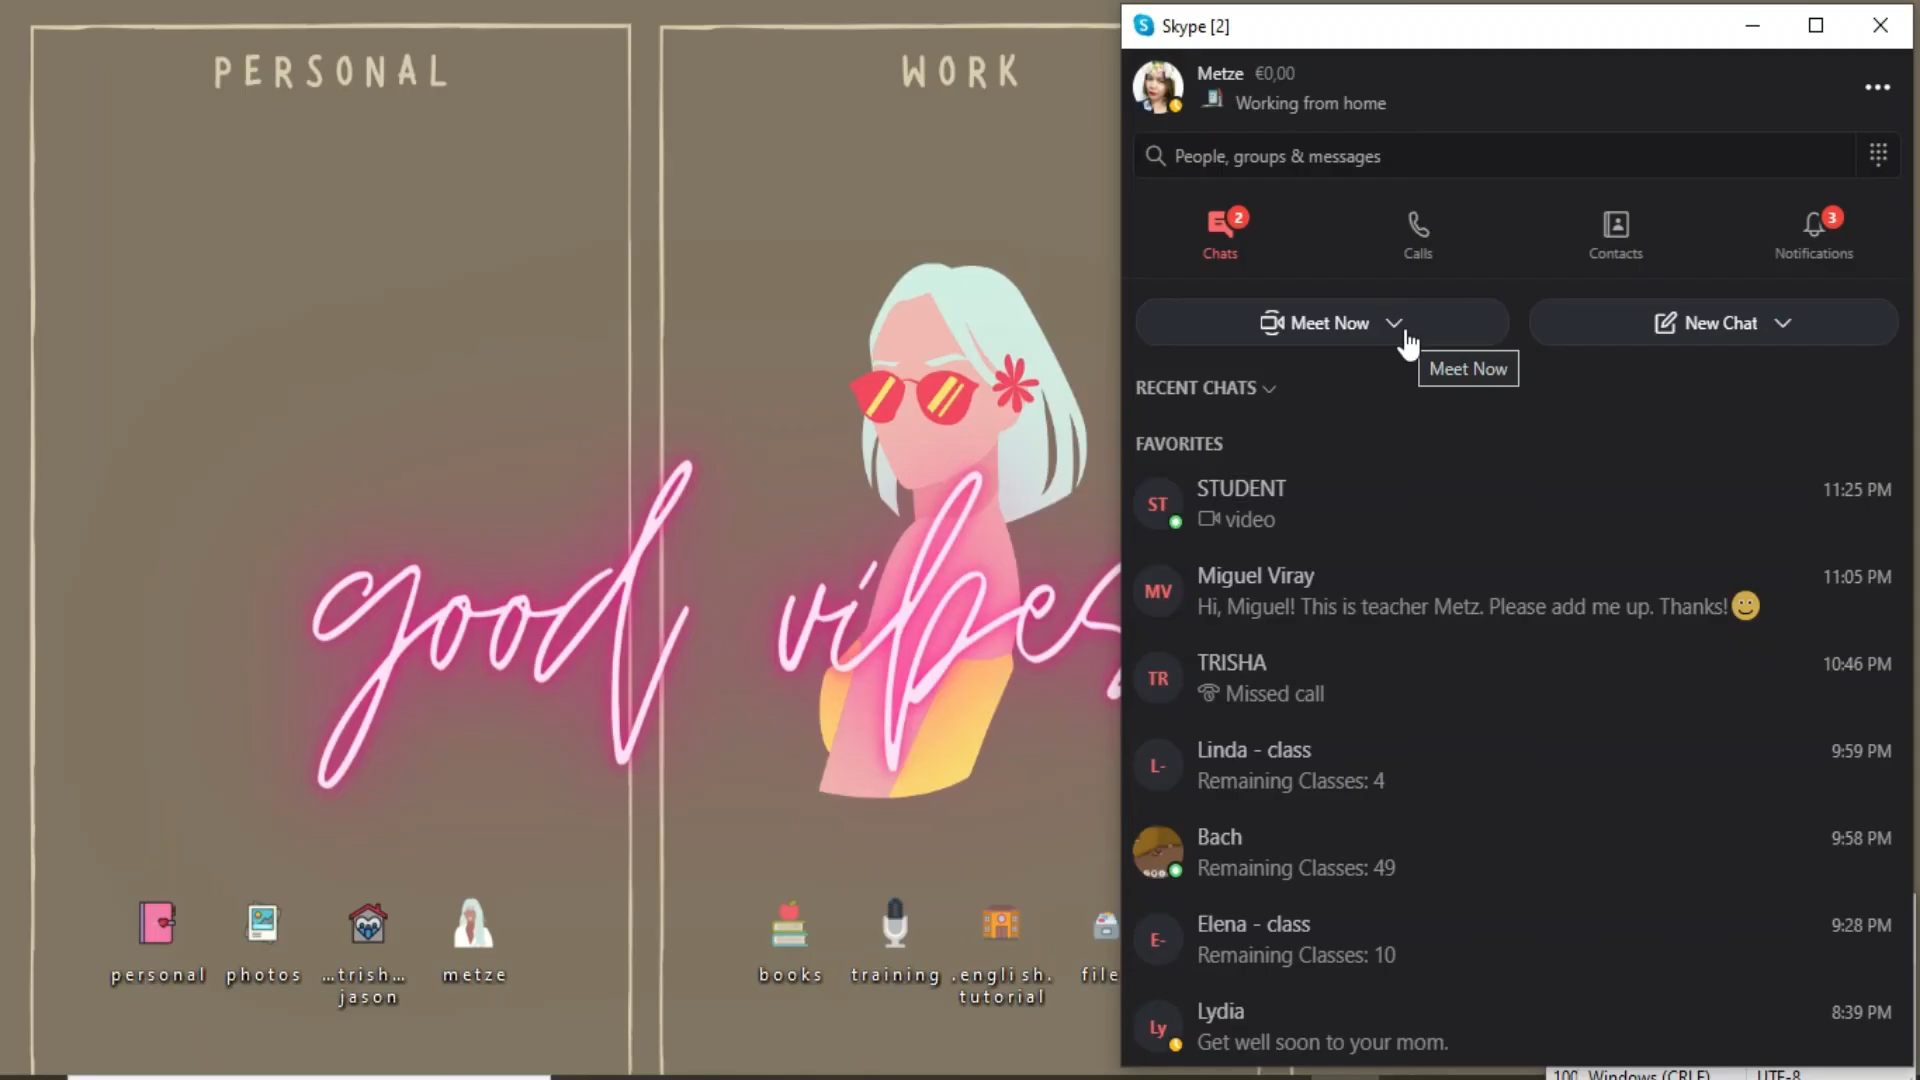 PERSONAL
WORK
good vibes
personal
photos
...trish...
jason
metze
books
training
.english.
tutorial
file
Skype [2]
Metze €0,00
Working from home
People, groups & messages
2
Chats
Calls
Contacts
3
Notifications
Meet Now
New Chat
Meet Now
RECENT CHATS
FAVORITES
ST
STUDENT
11:25 PM
video
MV
Miguel Viray
11:05 PM
Hi, Miguel! This is teacher Metz. Please add me up. Thanks!
TR
TRISHA
10:46 PM
Missed call
L-
Linda - class
9:59 PM
Remaining Classes: 4
Bach
9:58 PM
Remaining Classes: 49
E-
Elena - class
9:28 PM
Remaining Classes: 10
Ly
Lydia
8:39 PM
Get well soon to your mom.
100
Windows (CRLF)
UTF-8